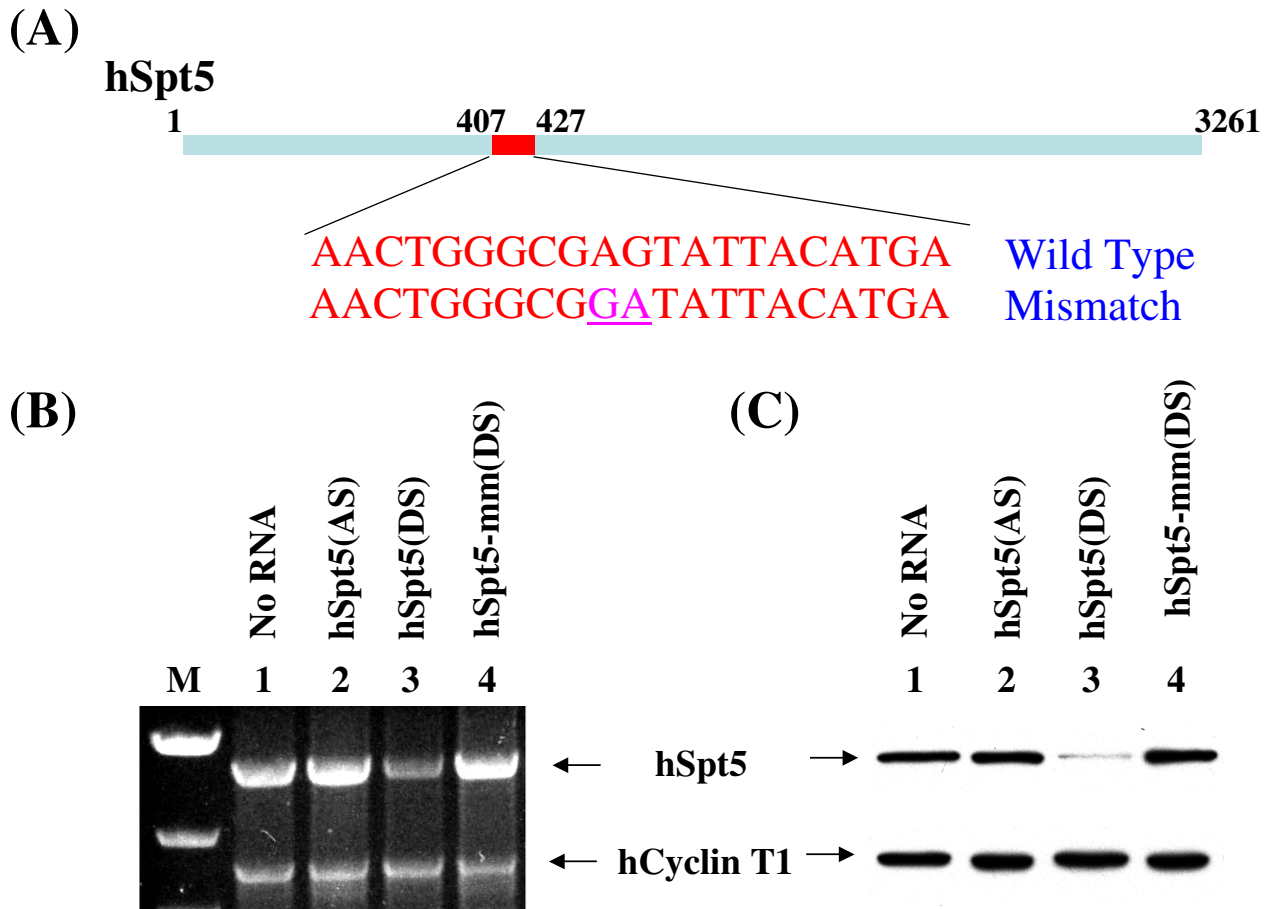 (A)
hSpt5
1 407 427 3261
AACTGGGCGAGTATTACATGA Wild Type
AACTGGGCGGATATTACATGA Mismatch
(B)
No RNA
hSpt5(AS)
hSpt5(DS)
hSpt5-mm(DS)
M 1 2 3 4
(C)
No RNA
hSpt5(AS)
hSpt5(DS)
hSpt5-mm(DS)
1 2 3 4
hSpt5
hCyclin T1